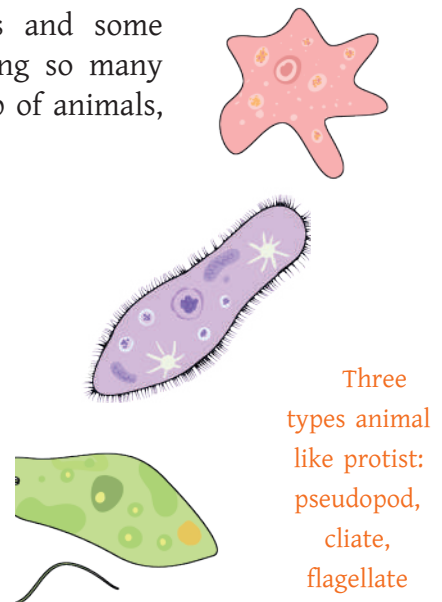 and some
ng so many
of animals,
Three
types animal
like protist:
pseudopod,
cliate,
flagellate